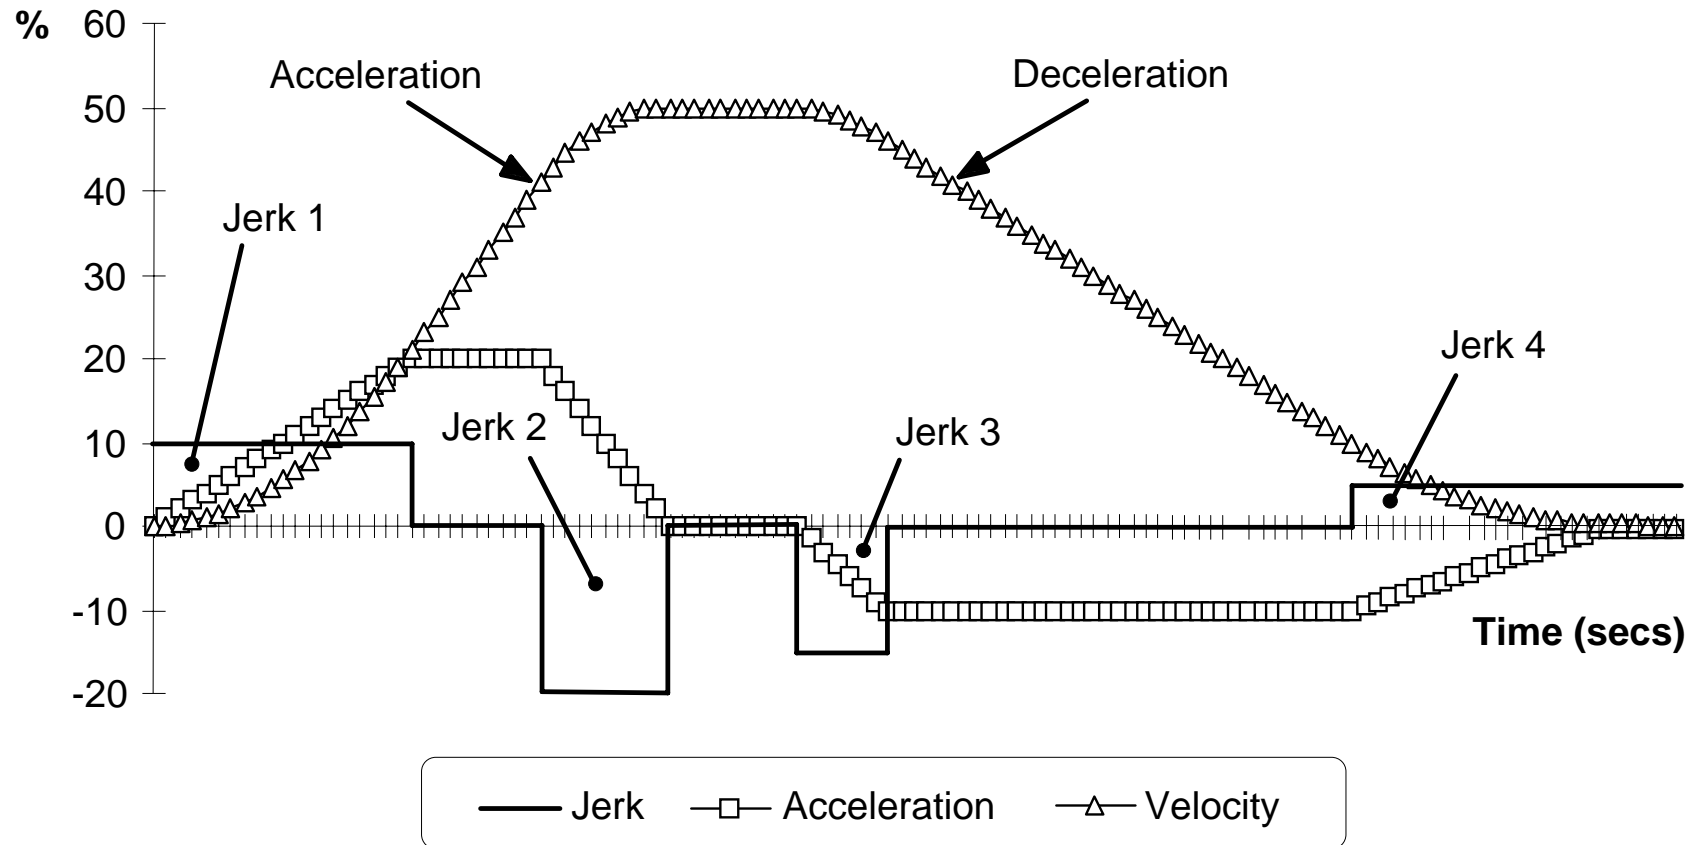 % 60
Acceleration
Deceleration
50
40
Jerk 1
30
20
Jerk 4
10
Jerk 2
Jerk 3
0
-10
Time (secs)
-20
Jerk Acceleration Velocity